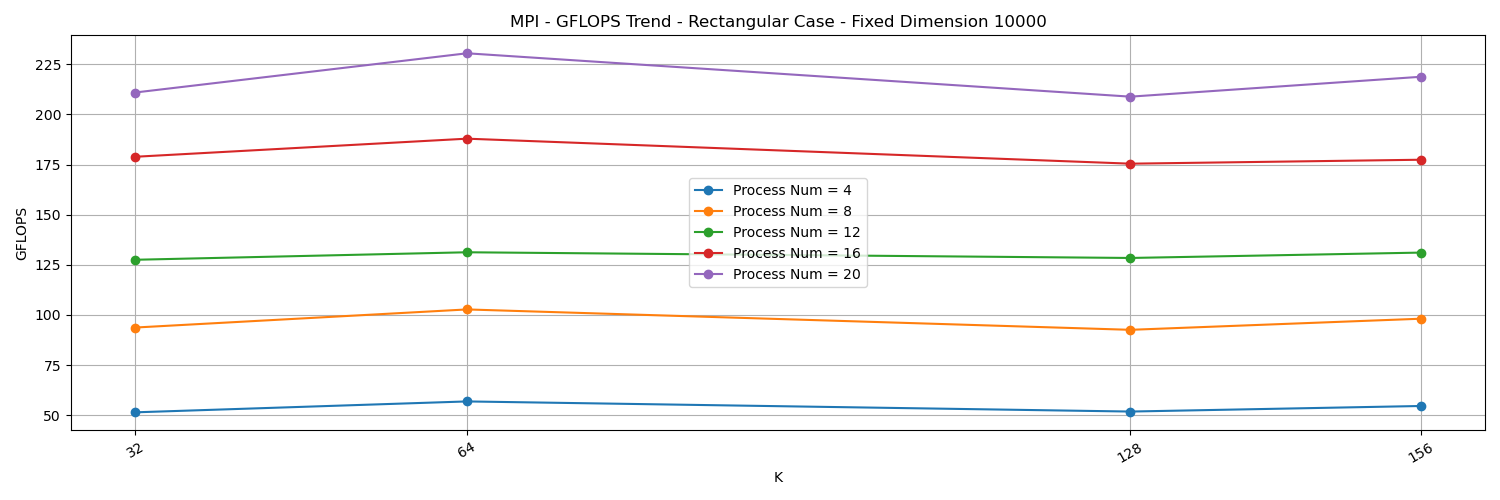 MPI - GFLOPS Trend - Rectangular Case - Fixed Dimension 10000
GFLOPS
225
200
175
150
125
100
75
50
Process Num = 4
Process Num = 8
Process Num = 12
Process Num = 16
Process Num = 20
32
64
128
156
K